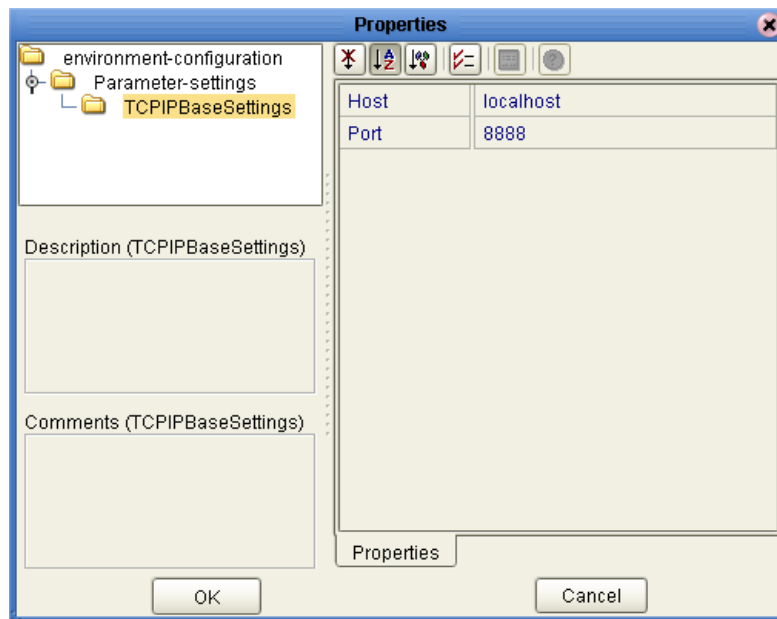 Properties
environment-configuration
Parameter-settings
TCPIPBaseSettings
Host localhost
Port 8888
Description (TCPIPBaseSettings)
Comments (TCPIPBaseSettings)
Properties
OK Cancel